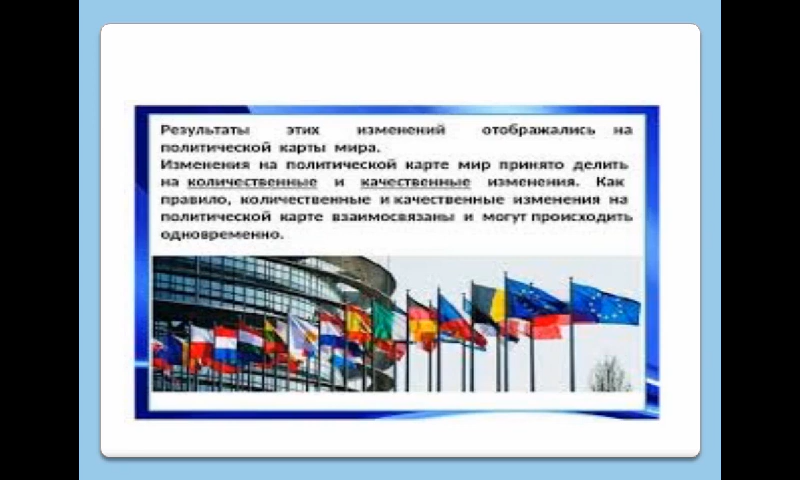 Результаты этих изменений отображались на
политической карты мира.
Изменения на политической карте мир принято делить
на количественные и качественные изменения. Как
правило, количественные и качественные изменения на
политической карте взаимосвязаны и могут происходить
одновременно.